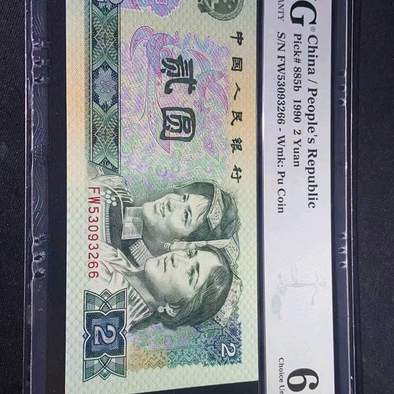 G
China / People's Republic
Pick# 885b 1990 2 Yuan
S/N FW53093266 - Wmk: Pu Coin
6
中国人民银行
贰圆
FW53093266
2
2